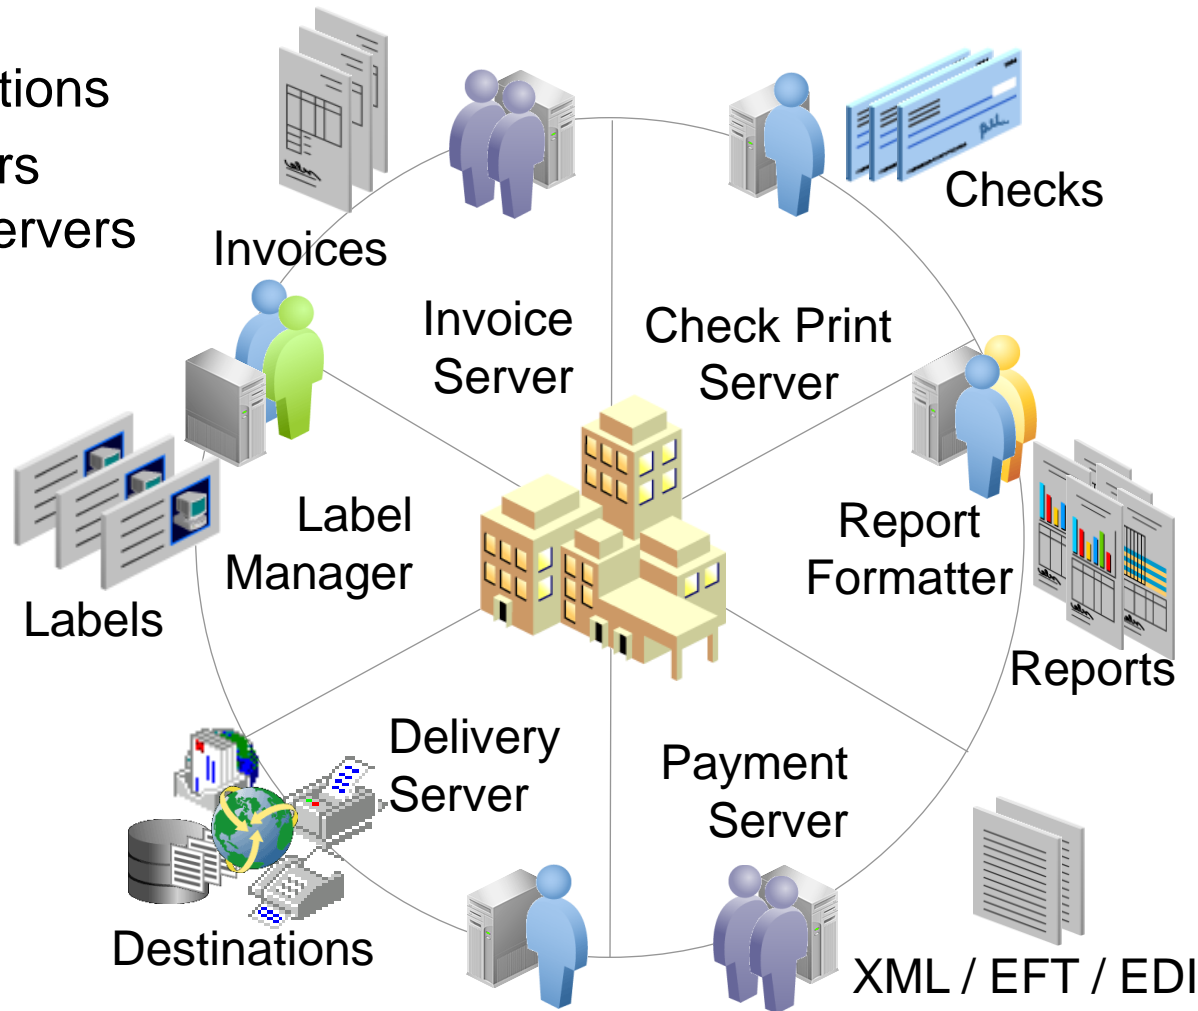 tions
rs
ervers
Invoices
Checks
Invoice
Server
Check Print
Server
Label
Manager
Report
Formatter
Labels
Reports
Delivery
Server
Payment
Server
Destinations
XML / EFT / EDI